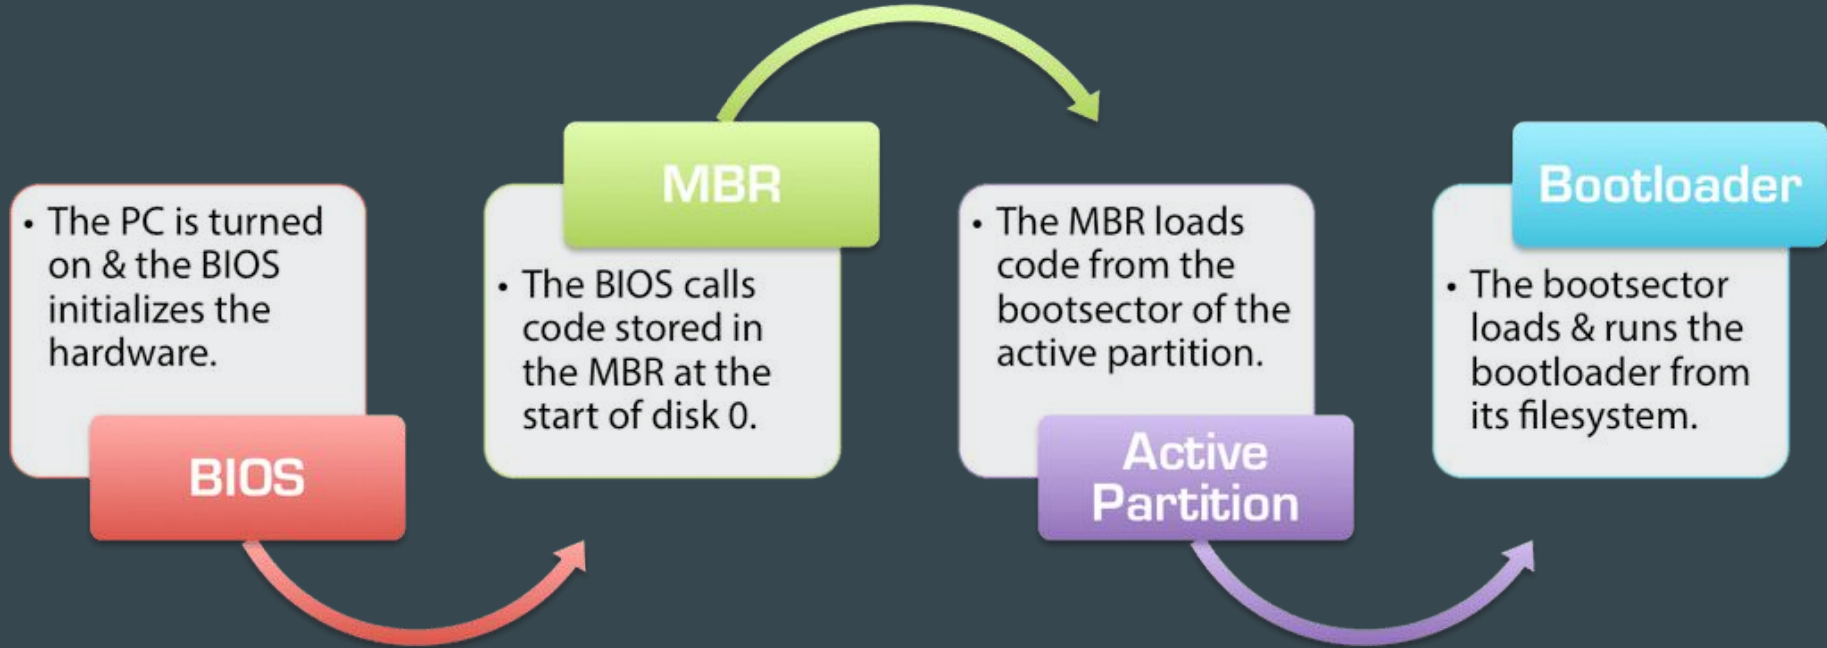 • The PC is turned
on & the BIOS
initializes the
hardware.
BIOS
MBR
• The BIOS calls
code stored in
the MBR at the
start of disk 0.
• The MBR loads
code from the
bootsector of the
active partition.
Active
Partition
Bootloader
• The bootsector
loads & runs the
bootloader from
its filesystem.